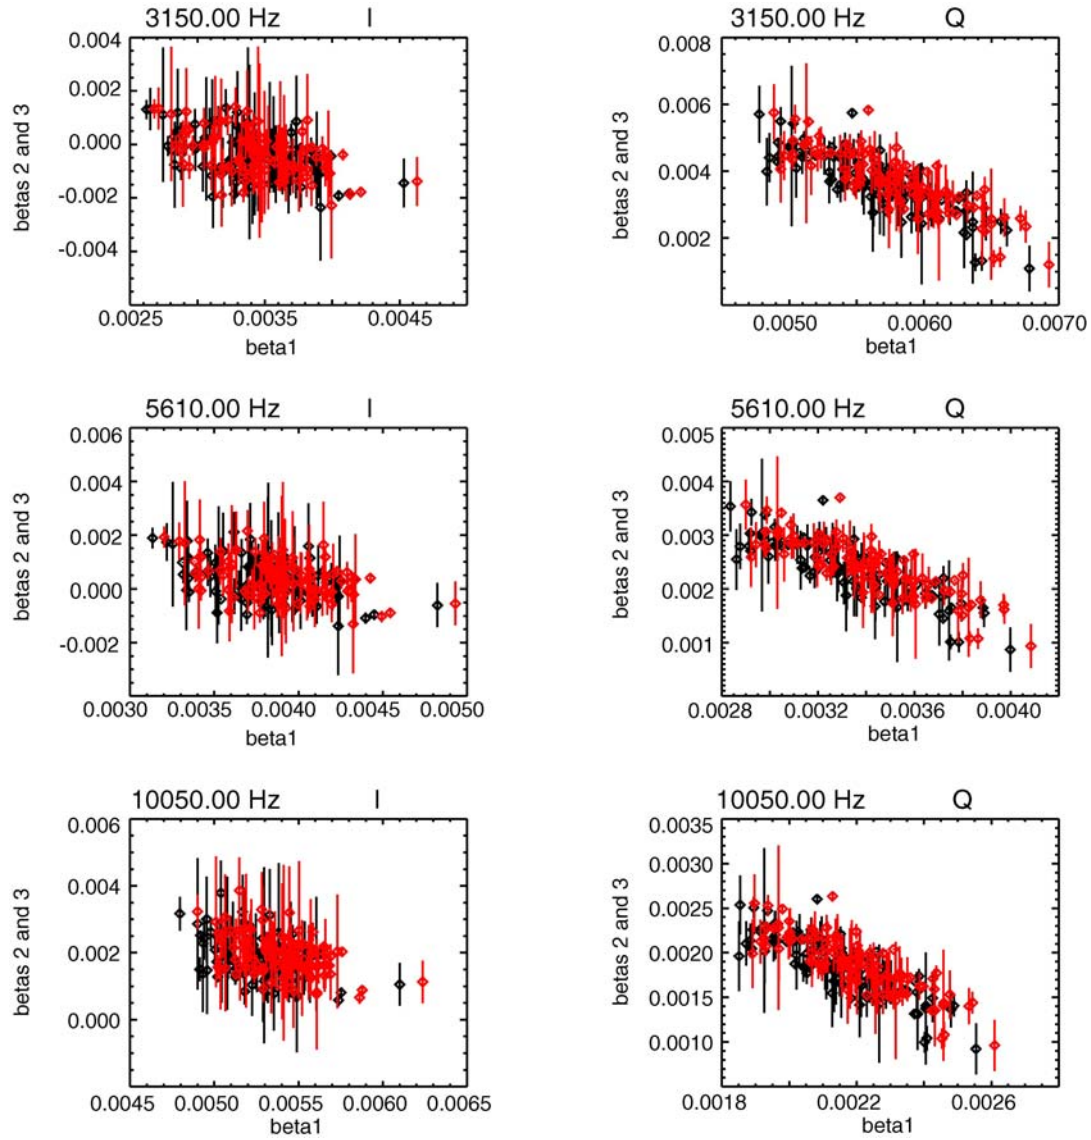 3150.00 Hz I
0.004
0.002
0.000
-0.002
-0.004
betas 2 and 3
0.0025 0.0035 0.0045
beta1
3150.00 Hz Q
0.008
0.006
0.004
0.002
betas 2 and 3
0.0050 0.0060 0.0070
beta1
5610.00 Hz I
0.006
0.004
0.002
0.000
-0.002
betas 2 and 3
0.0030 0.0035 0.0040 0.0045 0.0050
beta1
5610.00 Hz Q
0.005
0.004
0.003
0.002
0.001
betas 2 and 3
0.0028 0.0032 0.0036 0.0040
beta1
10050.00 Hz I
0.006
0.004
0.002
0.000
betas 2 and 3
0.0045 0.0050 0.0055 0.0060 0.0065
beta1
10050.00 Hz Q
0.0035
0.0030
0.0025
0.0020
0.0015
0.0010
betas 2 and 3
0.0018 0.0022 0.0026
beta1